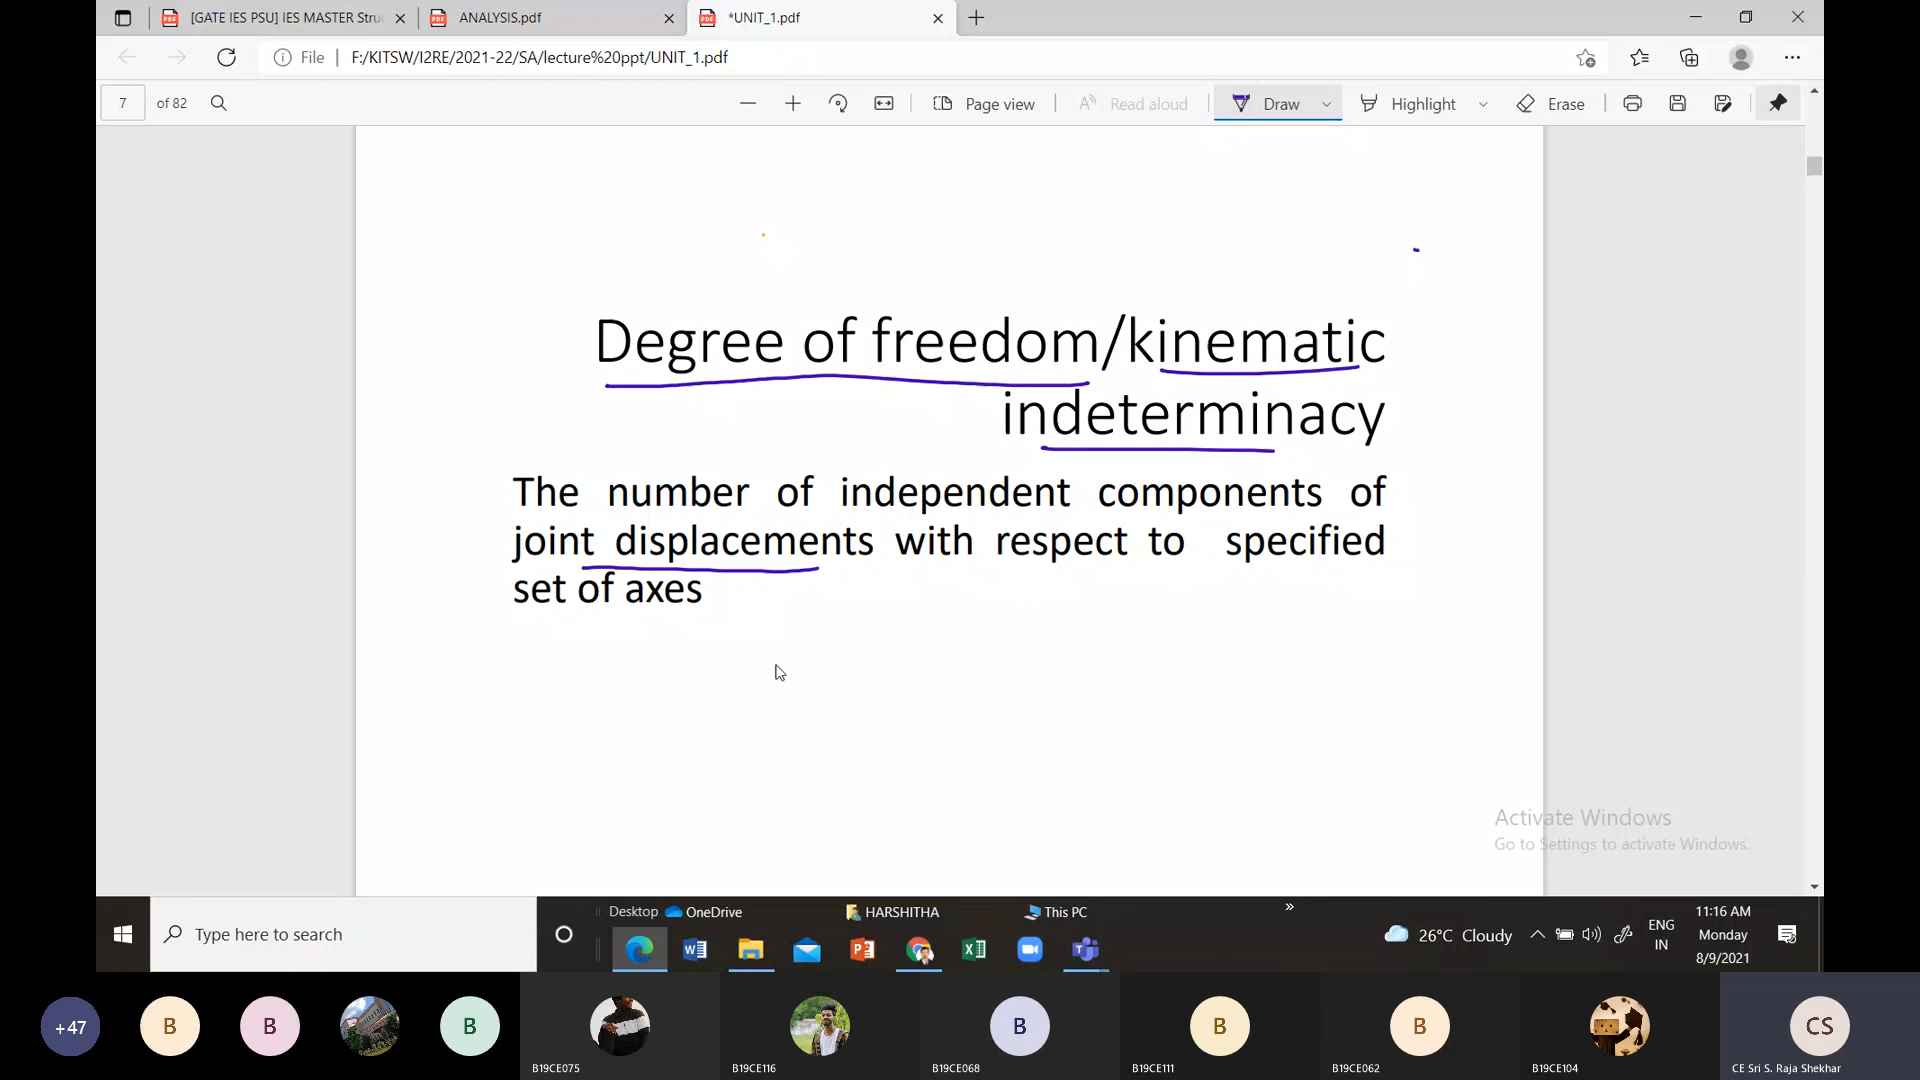 [GATE IES PSU] IES MASTER Stru
ANALYSIS.pdf
*UNIT_1.pdf
File
F:/KITSW/I2RE/2021-22/SA/lecture%20ppt/UNIT_1.pdf
7 of 82
Page view
Read aloud
Draw
Highlight
Erase
Degree of freedom/kinematic
indeterminacy
The number of independent components of
joint displacements with respect to specified
set of axes
Activate Windows
Go to Settings to activate Windows.
Type here to search
Desktop
OneDrive
HARSHITHA
This PC
»
26°C Cloudy
ENG
IN
11:16 AM
Monday
8/9/2021
+47
B
B
B
B19CE075
B19CE116
B
B19CE068
B
B19CE111
B
B19CE062
B19CE104
CS
CE Sri S. Raja Shekhar